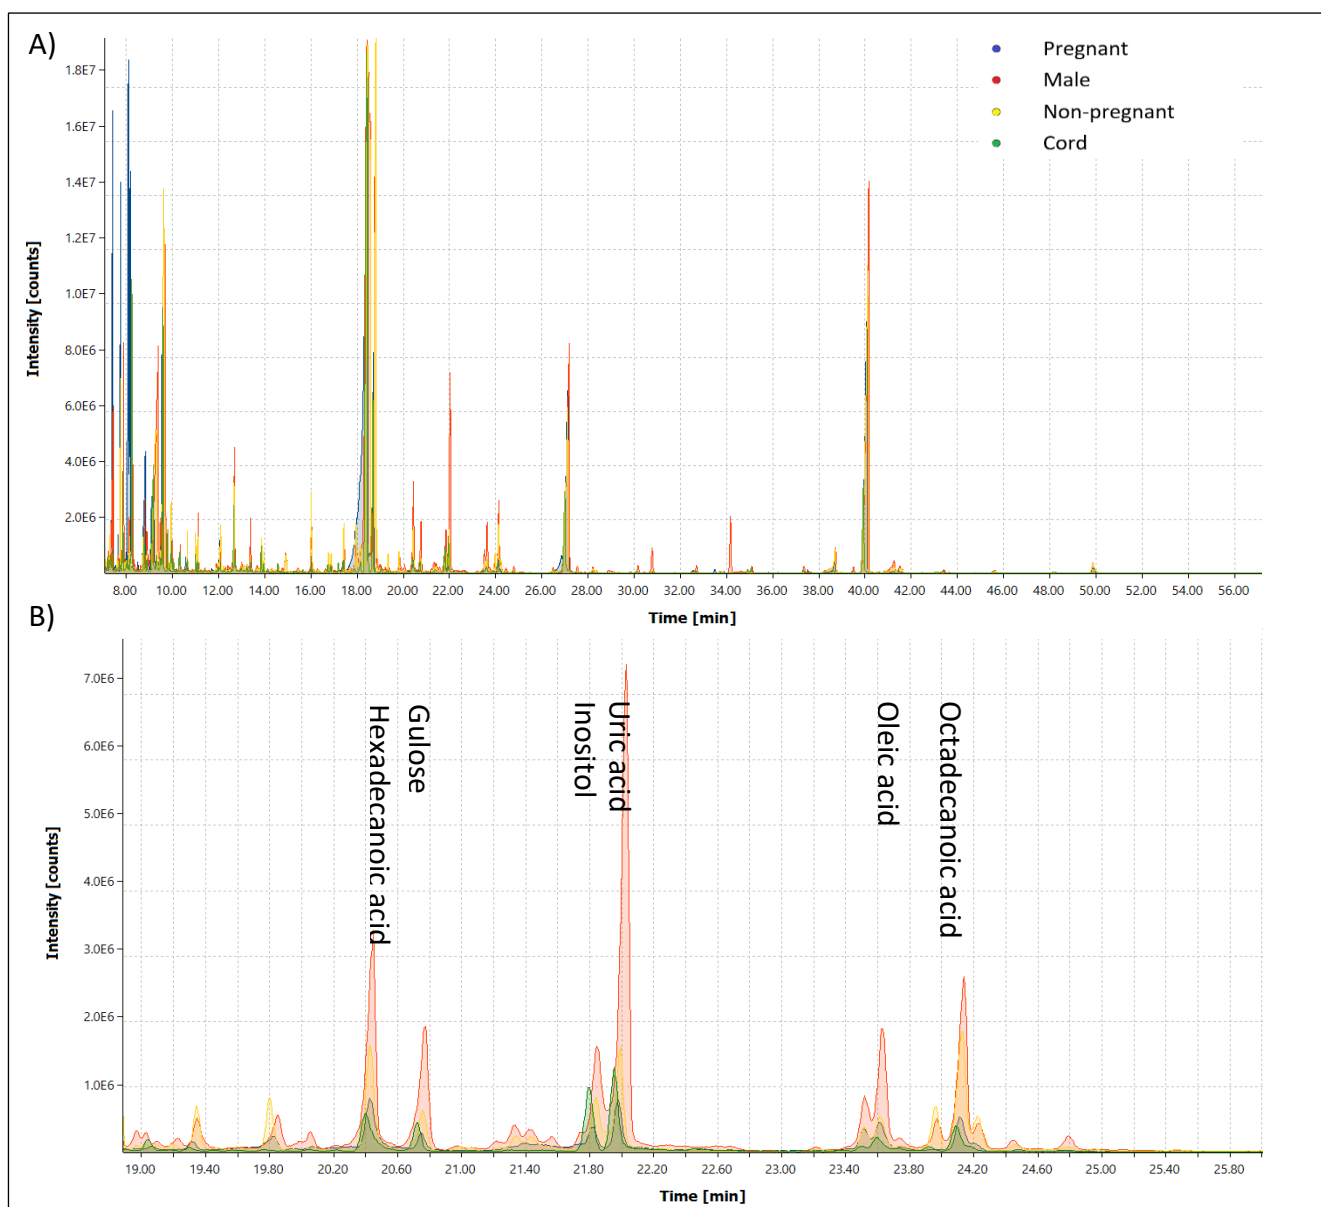 A)
Pregnant
Male
Non-pregnant
Cord
Intensity [counts]
1.8E7
1.6E7
1.4E7
1.2E7
1.0E7
8.0E6
6.0E6
4.0E6
2.0E6
8.00 10.00 12.00 14.00 16.00 18.00 20.00 22.00 24.00 26.00 28.00 30.00 32.00 34.00 36.00 38.00 40.00 42.00 44.00 46.00 48.00 50.00 52.00 54.00 56.00
Time [min]
B)
Intensity [counts]
7.0E6
6.0E6
5.0E6
4.0E6
3.0E6
2.0E6
1.0E6
Hexadecanoic acid
Gulose
Inositol
Uric acid
Oleic acid
Octadecanoic acid
19.00 19.40 19.80 20.20 20.60 21.00 21.40 21.80 22.20 22.60 23.00 23.40 23.80 24.20 24.60 25.00 25.40 25.80
Time [min]